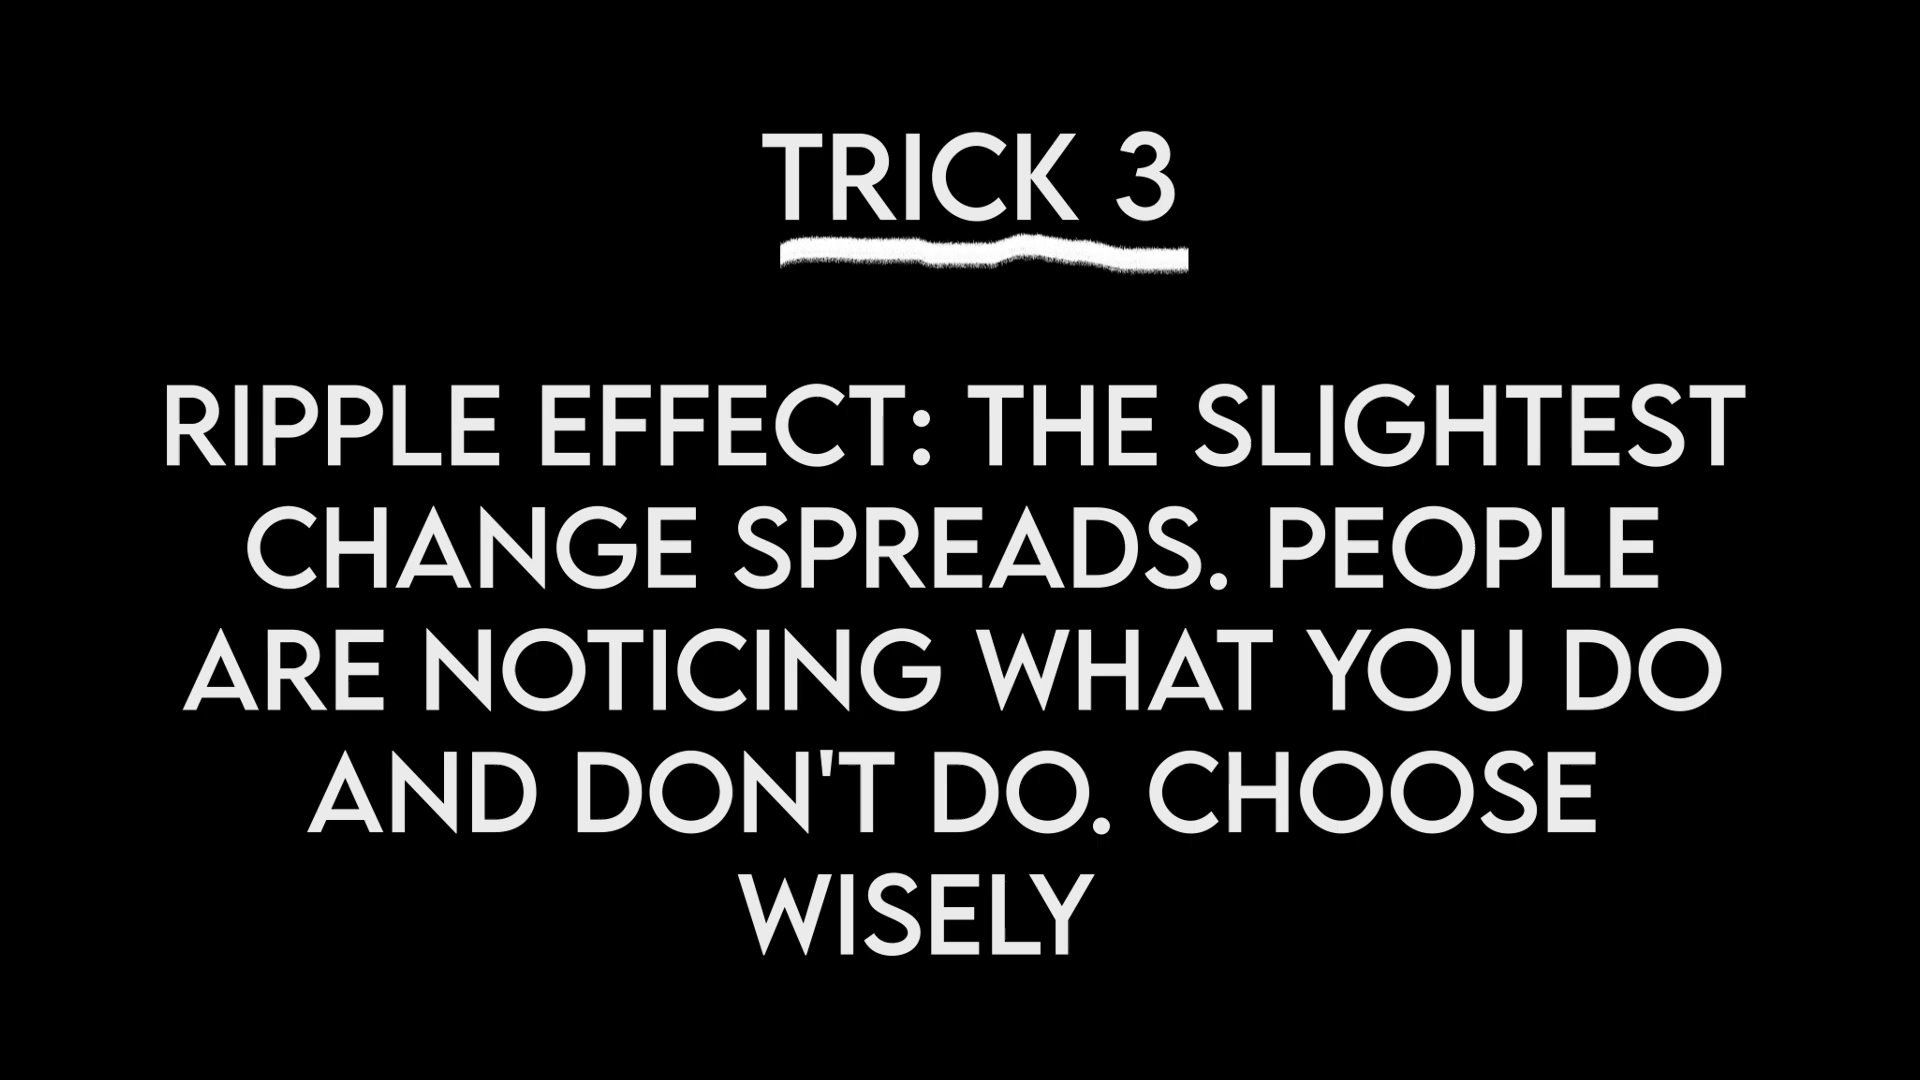 TRICK 3
RIPPLE EFFECT: THE SLIGHTEST
CHANGE SPREADS. PEOPLE
ARE NOTICING WHAT YOU DO
AND DON'T DO. CHOOSE
WISELY